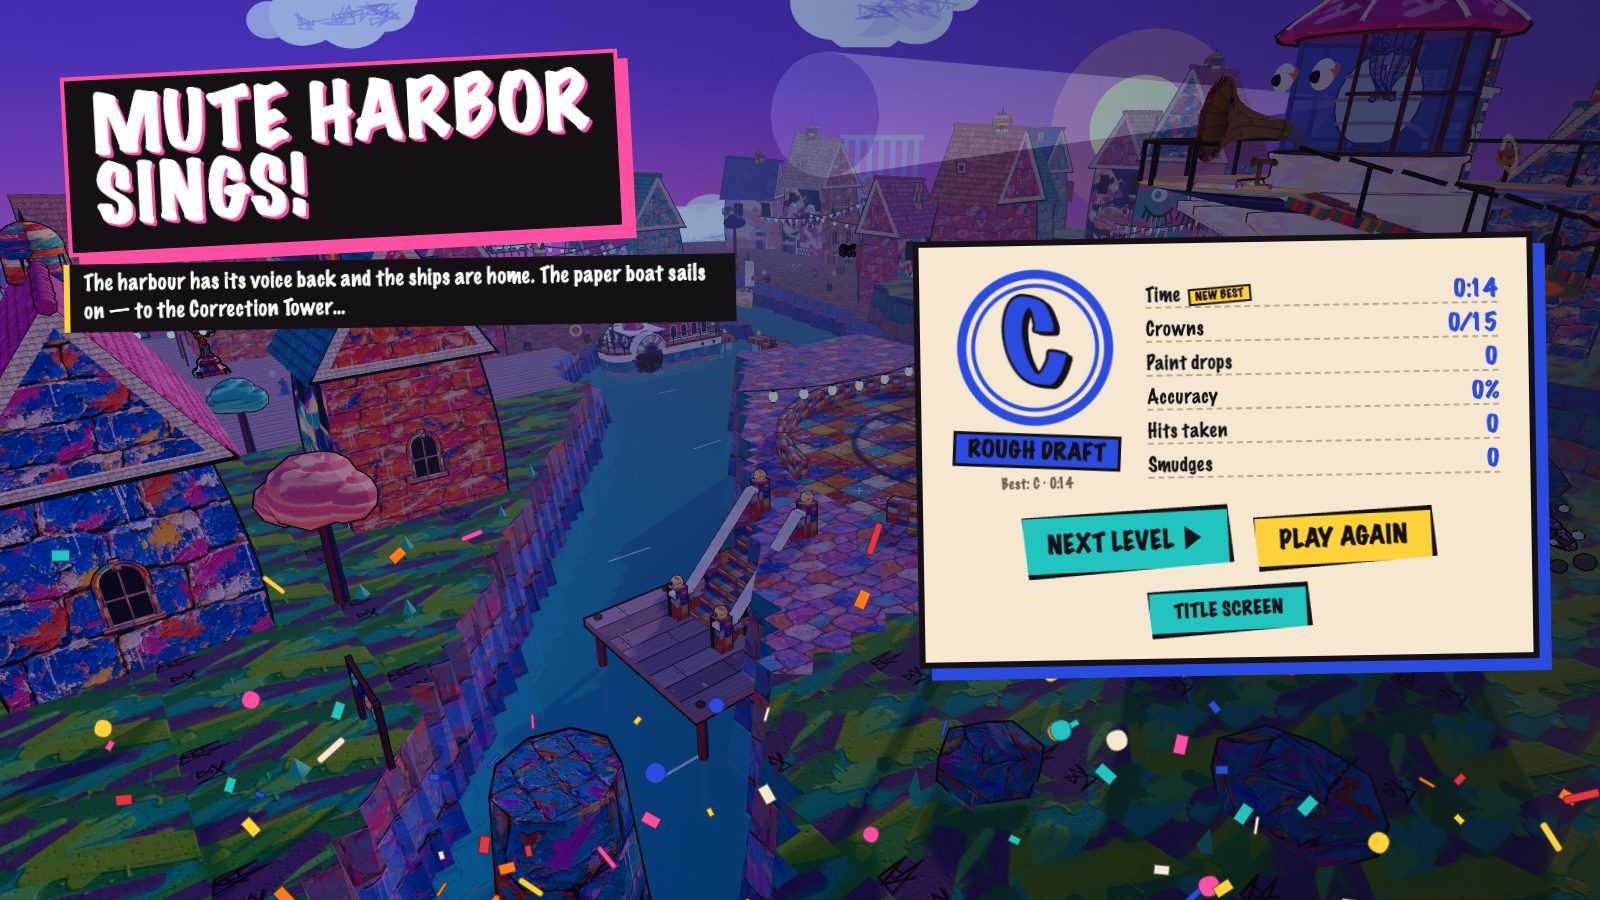 MUTE HARBOR
SINGS!
The harbour has its voice back and the ships are home. The paper boat sails
on — to the Correction Tower...
C
ROUGH DRAFT
Best: C · 0:14
Time NEW BEST 0:14
Crowns 0/15
Paint drops 0
Accuracy 0%
Hits taken 0
Smudges 0
NEXT LEVEL ▶
PLAY AGAIN
TITLE SCREEN